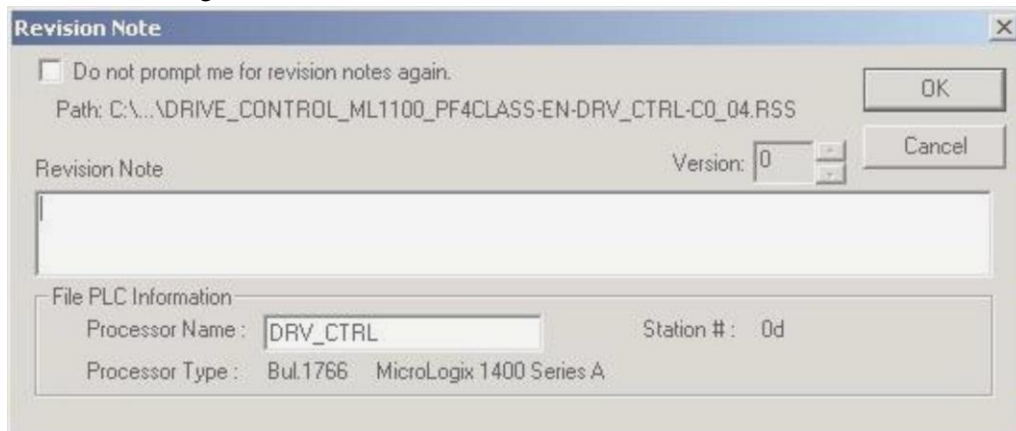 Revision Note
Do not prompt me for revision notes again.
Path: C:\...\DRIVE_CONTROL_ML1100_PF4CLASS-EN-DRV_CTRL-C0_04.RSS
OK
Cancel
Version: 0
Revision Note
File PLC Information
Processor Name : DRV_CTRL Station # : 0d
Processor Type : Bul.1766 MicroLogix 1400 Series A